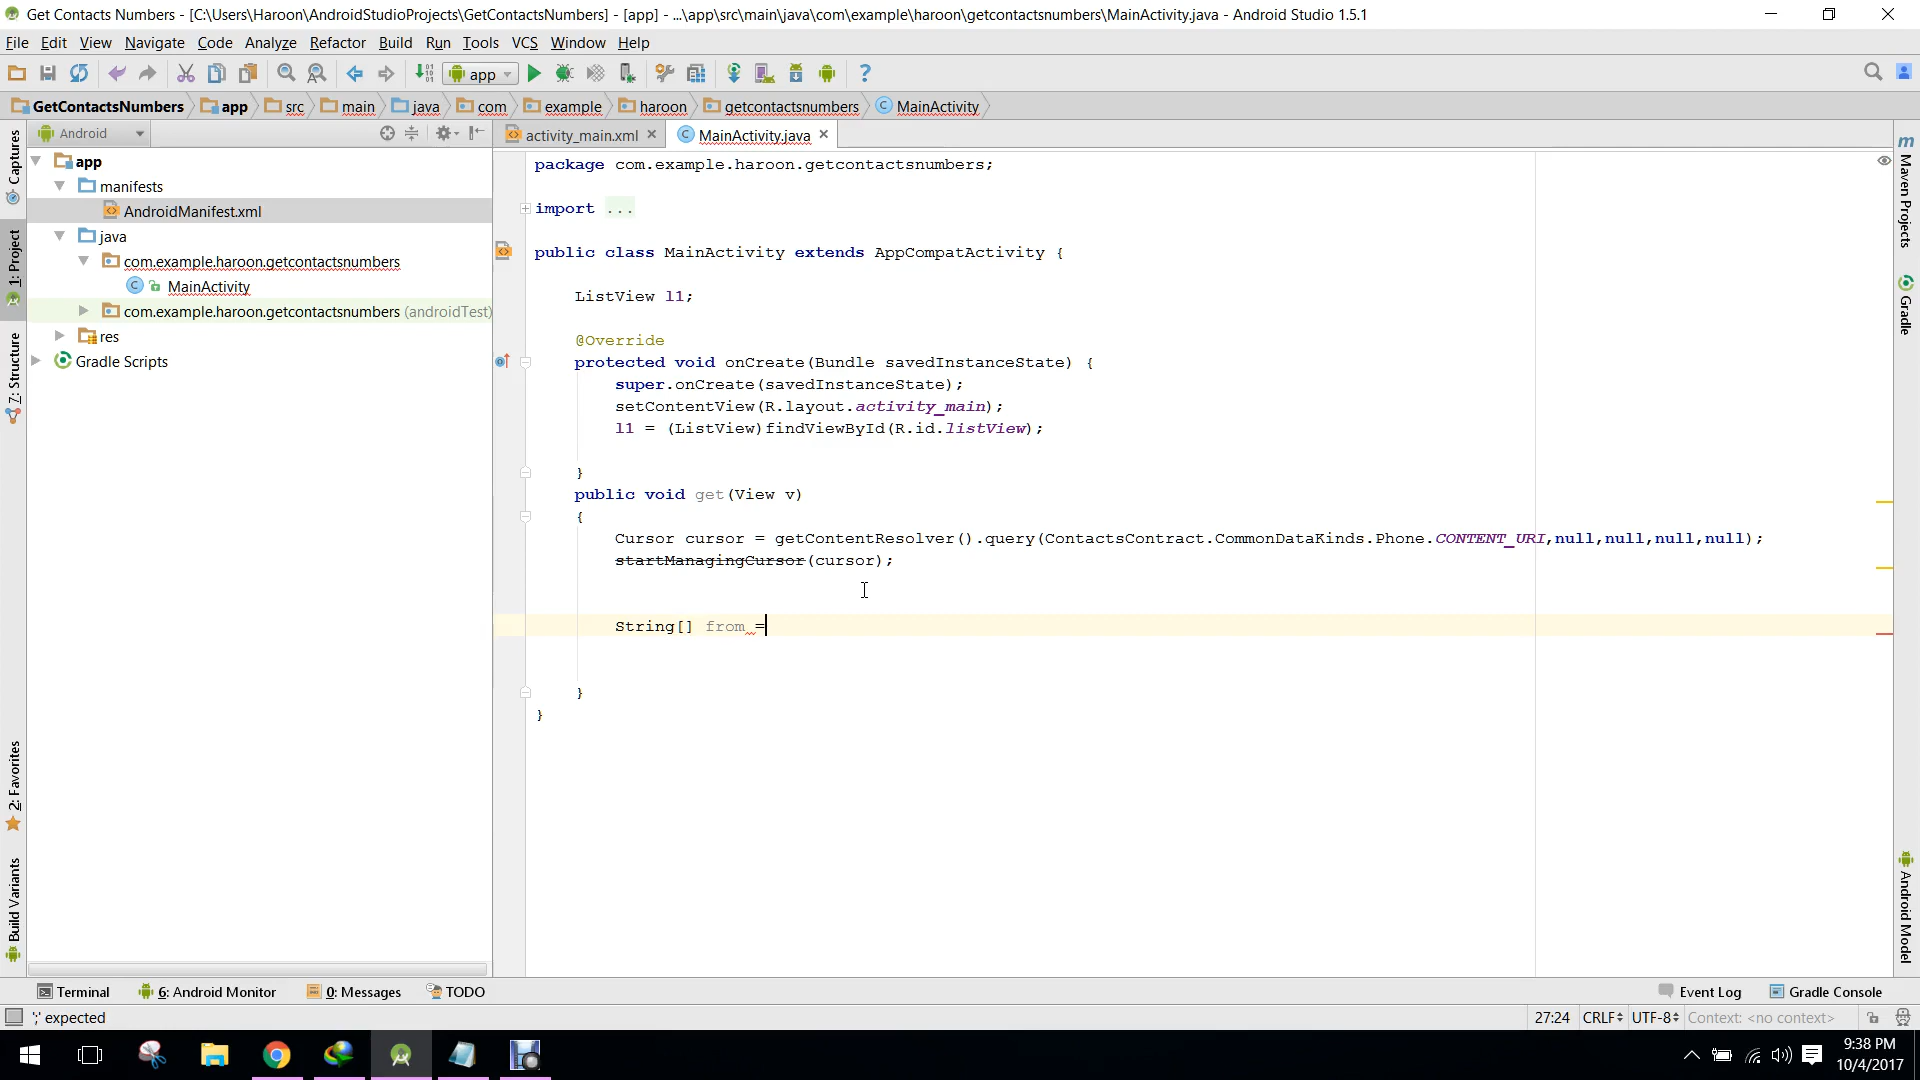 Get Contacts Numbers - [C:\Users\Haroon\AndroidStudioProjects\GetContactsNumbers] - [app] - ...\app\src\main\java\com\example\haroon\getcontactsnumbers\MainActivity.java - Android Studio 1.5.1
File Edit View Navigate Code Analyze Refactor Build Run Tools VCS Window Help
app
GetContactsNumbers app src main java com example haroon getcontactsnumbers MainActivity
Android
activity_main.xml MainActivity.java
app
manifests
AndroidManifest.xml
java
com.example.haroon.getcontactsnumbers
MainActivity
com.example.haroon.getcontactsnumbers (androidTest)
res
Gradle Scripts
Captures
1: Project
7: Structure
2: Favorites
Build Variants
package com.example.haroon.getcontactsnumbers;
import ...
public class MainActivity extends AppCompatActivity {
ListView l1;
@Override
protected void onCreate(Bundle savedInstanceState) {
super.onCreate(savedInstanceState);
setContentView(R.layout.activity_main);
l1 = (ListView)findViewById(R.id.listView);
}
public void get(View v)
{
Cursor cursor = getContentResolver().query(ContactsContract.CommonDataKinds.Phone.CONTENT_URI,null,null,null,null);
startManagingCursor(cursor);
String[] from =
}
}
m Maven Projects
Gradle
Android Model
Terminal 6: Android Monitor 0: Messages TODO Event Log Gradle Console
';' expected 27:24 CRLF UTF-8 Context: <no context>
9:38 PM
10/4/2017